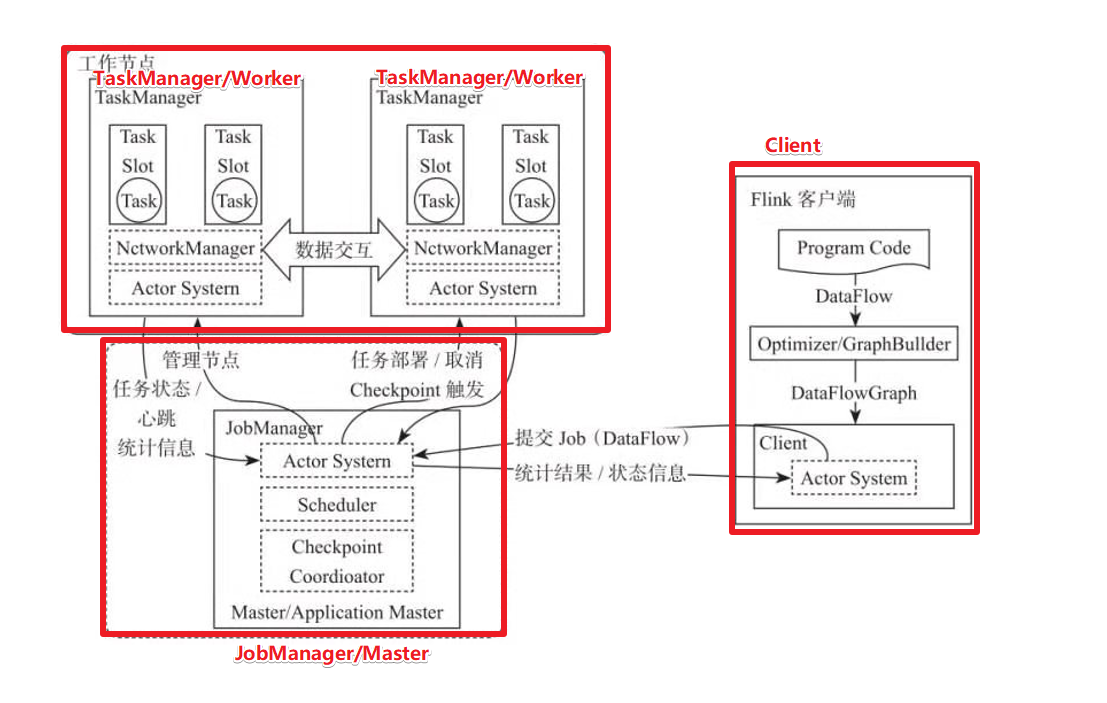 工作节点
TaskManager/Worker
TaskManager/Worker
TaskManager
TaskManager
Task
Slot
Task
Task
Slot
Task
Task
Slot
Task
Task
Slot
Task
NctworkManager
数据交互
NctworkManager
Actor Systern
Actor Systern
Client
Flink 客户端
Program Code
DataFlow
Optimizer/GraphBullder
DataFlowGraph
Client
Actor System
管理节点
任务状态 /
心跳
统计信息
任务部署 / 取消
Checkpoint 触发
JobManager
Actor Systern
Scheduler
Checkpoint
Coordioator
Master/Application Master
提交 Job（DataFlow）
统计结果 / 状态信息
JobManager/Master